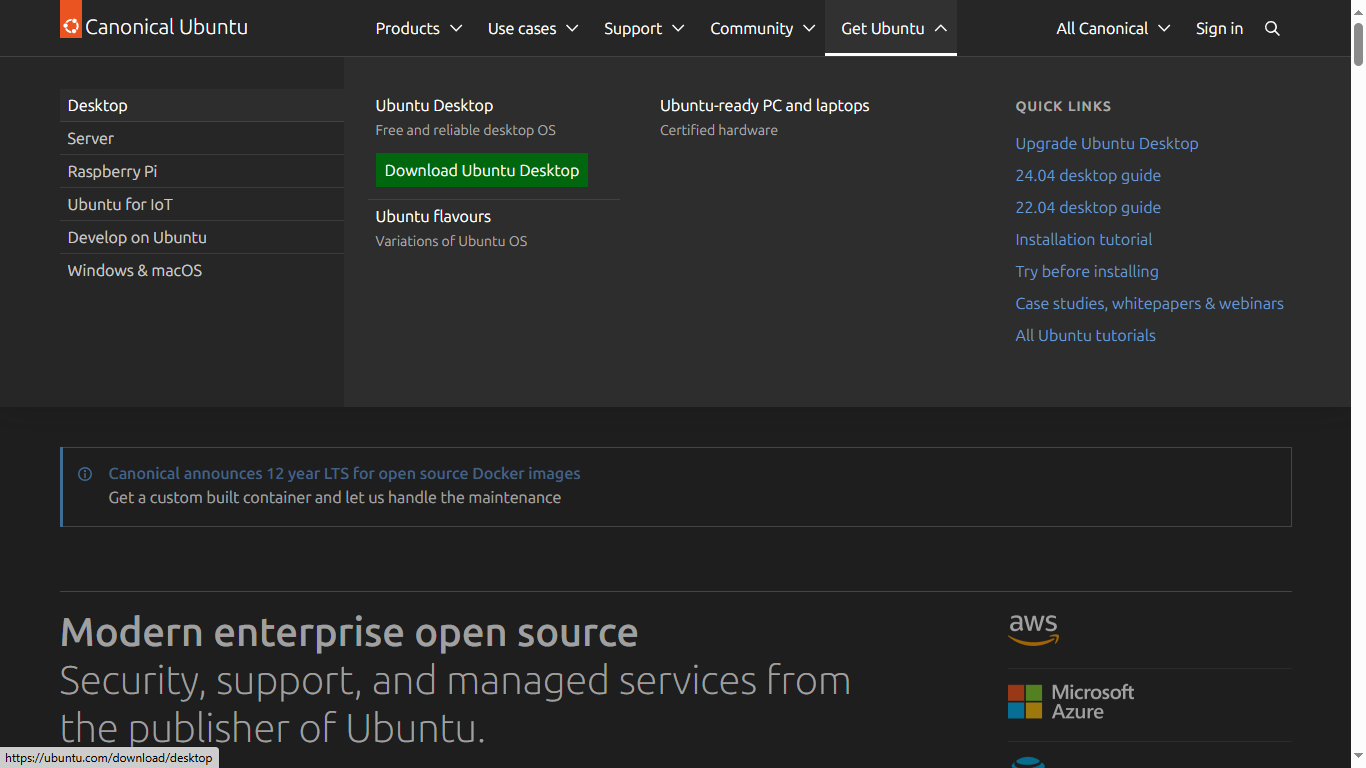 Canonical Ubuntu
Products
Use cases
Support
Community
Get Ubuntu
All Canonical
Sign in
Desktop
Server
Raspberry Pi
Ubuntu for IoT
Develop on Ubuntu
Windows & macOS
Ubuntu Desktop
Free and reliable desktop OS
Download Ubuntu Desktop
Ubuntu flavours
Variations of Ubuntu OS
Ubuntu-ready PC and laptops
Certified hardware
QUICK LINKS
Upgrade Ubuntu Desktop
24.04 desktop guide
22.04 desktop guide
Installation tutorial
Try before installing
Case studies, whitepapers & webinars
All Ubuntu tutorials
Canonical announces 12 year LTS for open source Docker images
Get a custom built container and let us handle the maintenance
Modern enterprise open source
Security, support, and managed services from
the publisher of Ubuntu.
aws
Microsoft
Azure
https://ubuntu.com/download/desktop